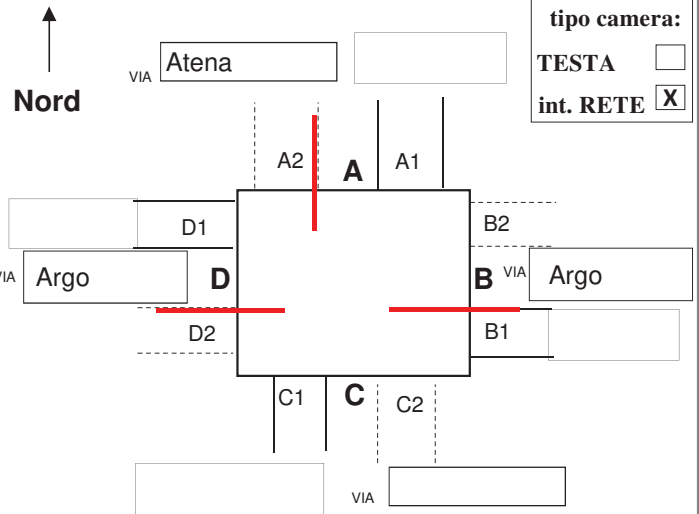 tipo camera:
TESTA
int. RETE X
Nord
VIA Atena
A2 A A1
D1 B2
VIA Argo D B VIA Argo
D2 B1
C1 C C2
VIA